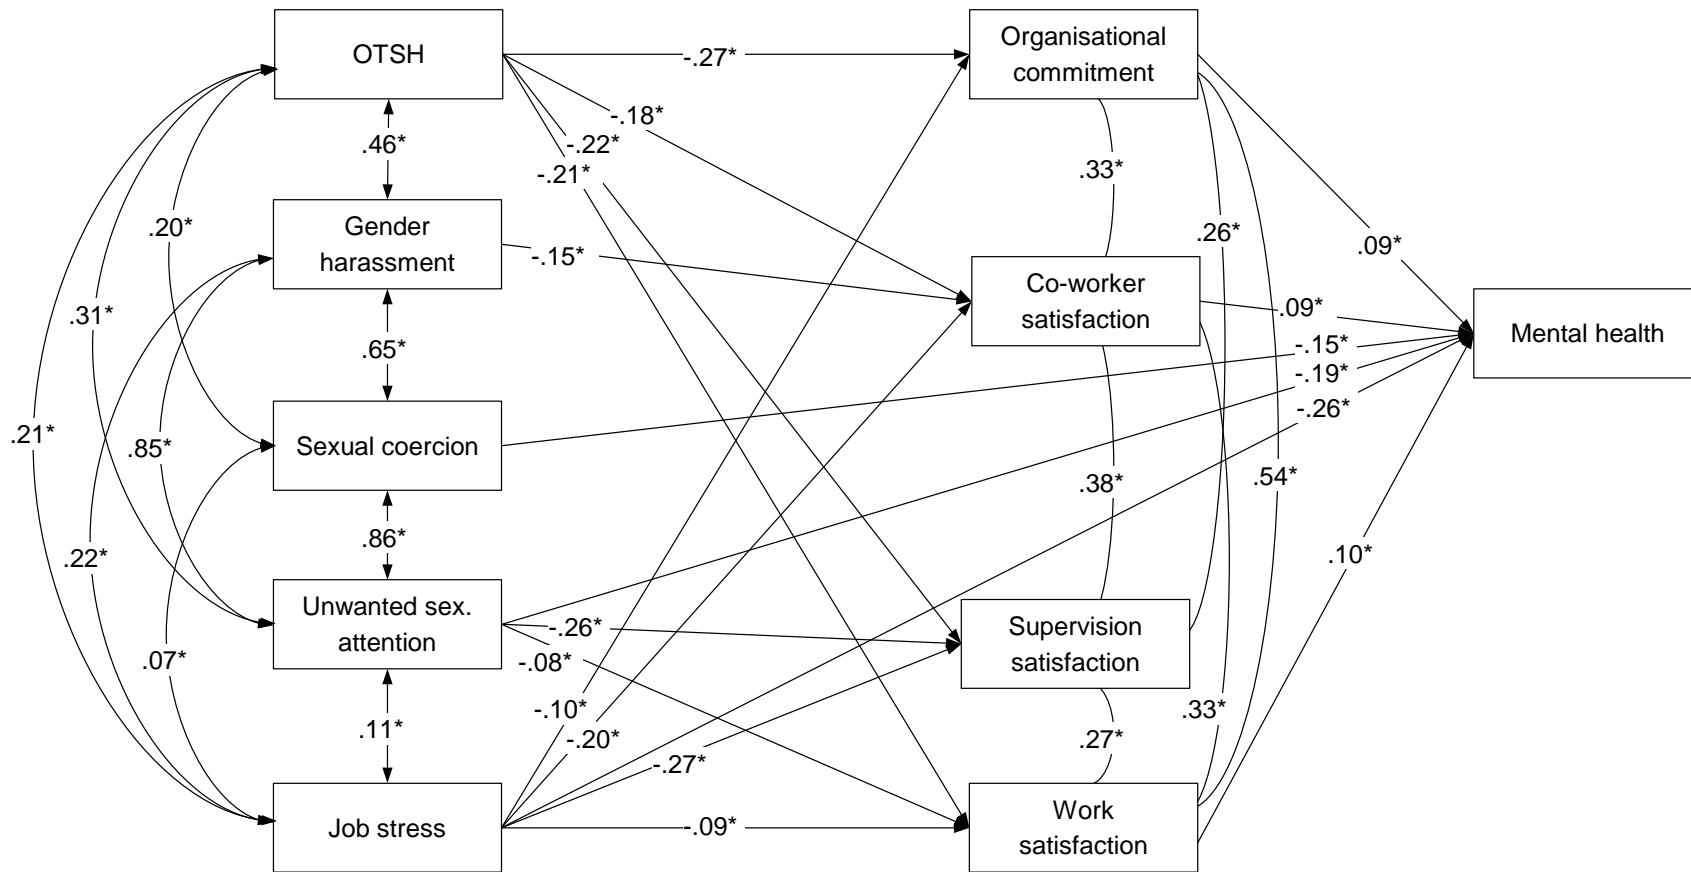 OTSH
Organisational
commitment
-.27*
-.18*
-.22*
-.21*
.46*
.33*
Gender
harassment
.20*
-.15*
.26*
.09*
Co-worker
satisfaction
.09*
Mental health
.31*
.65*
-.15*
-.19*
-.26*
.21*
.85*
Sexual coercion
.54*
.38*
.86*
.22*
.10*
Unwanted sex.
attention
-.26*
-.08*
Supervision
satisfaction
.07*
.11*
-.10*
-.20*
-.27*
.33*
.27*
Job stress
-.09*
Work
satisfaction